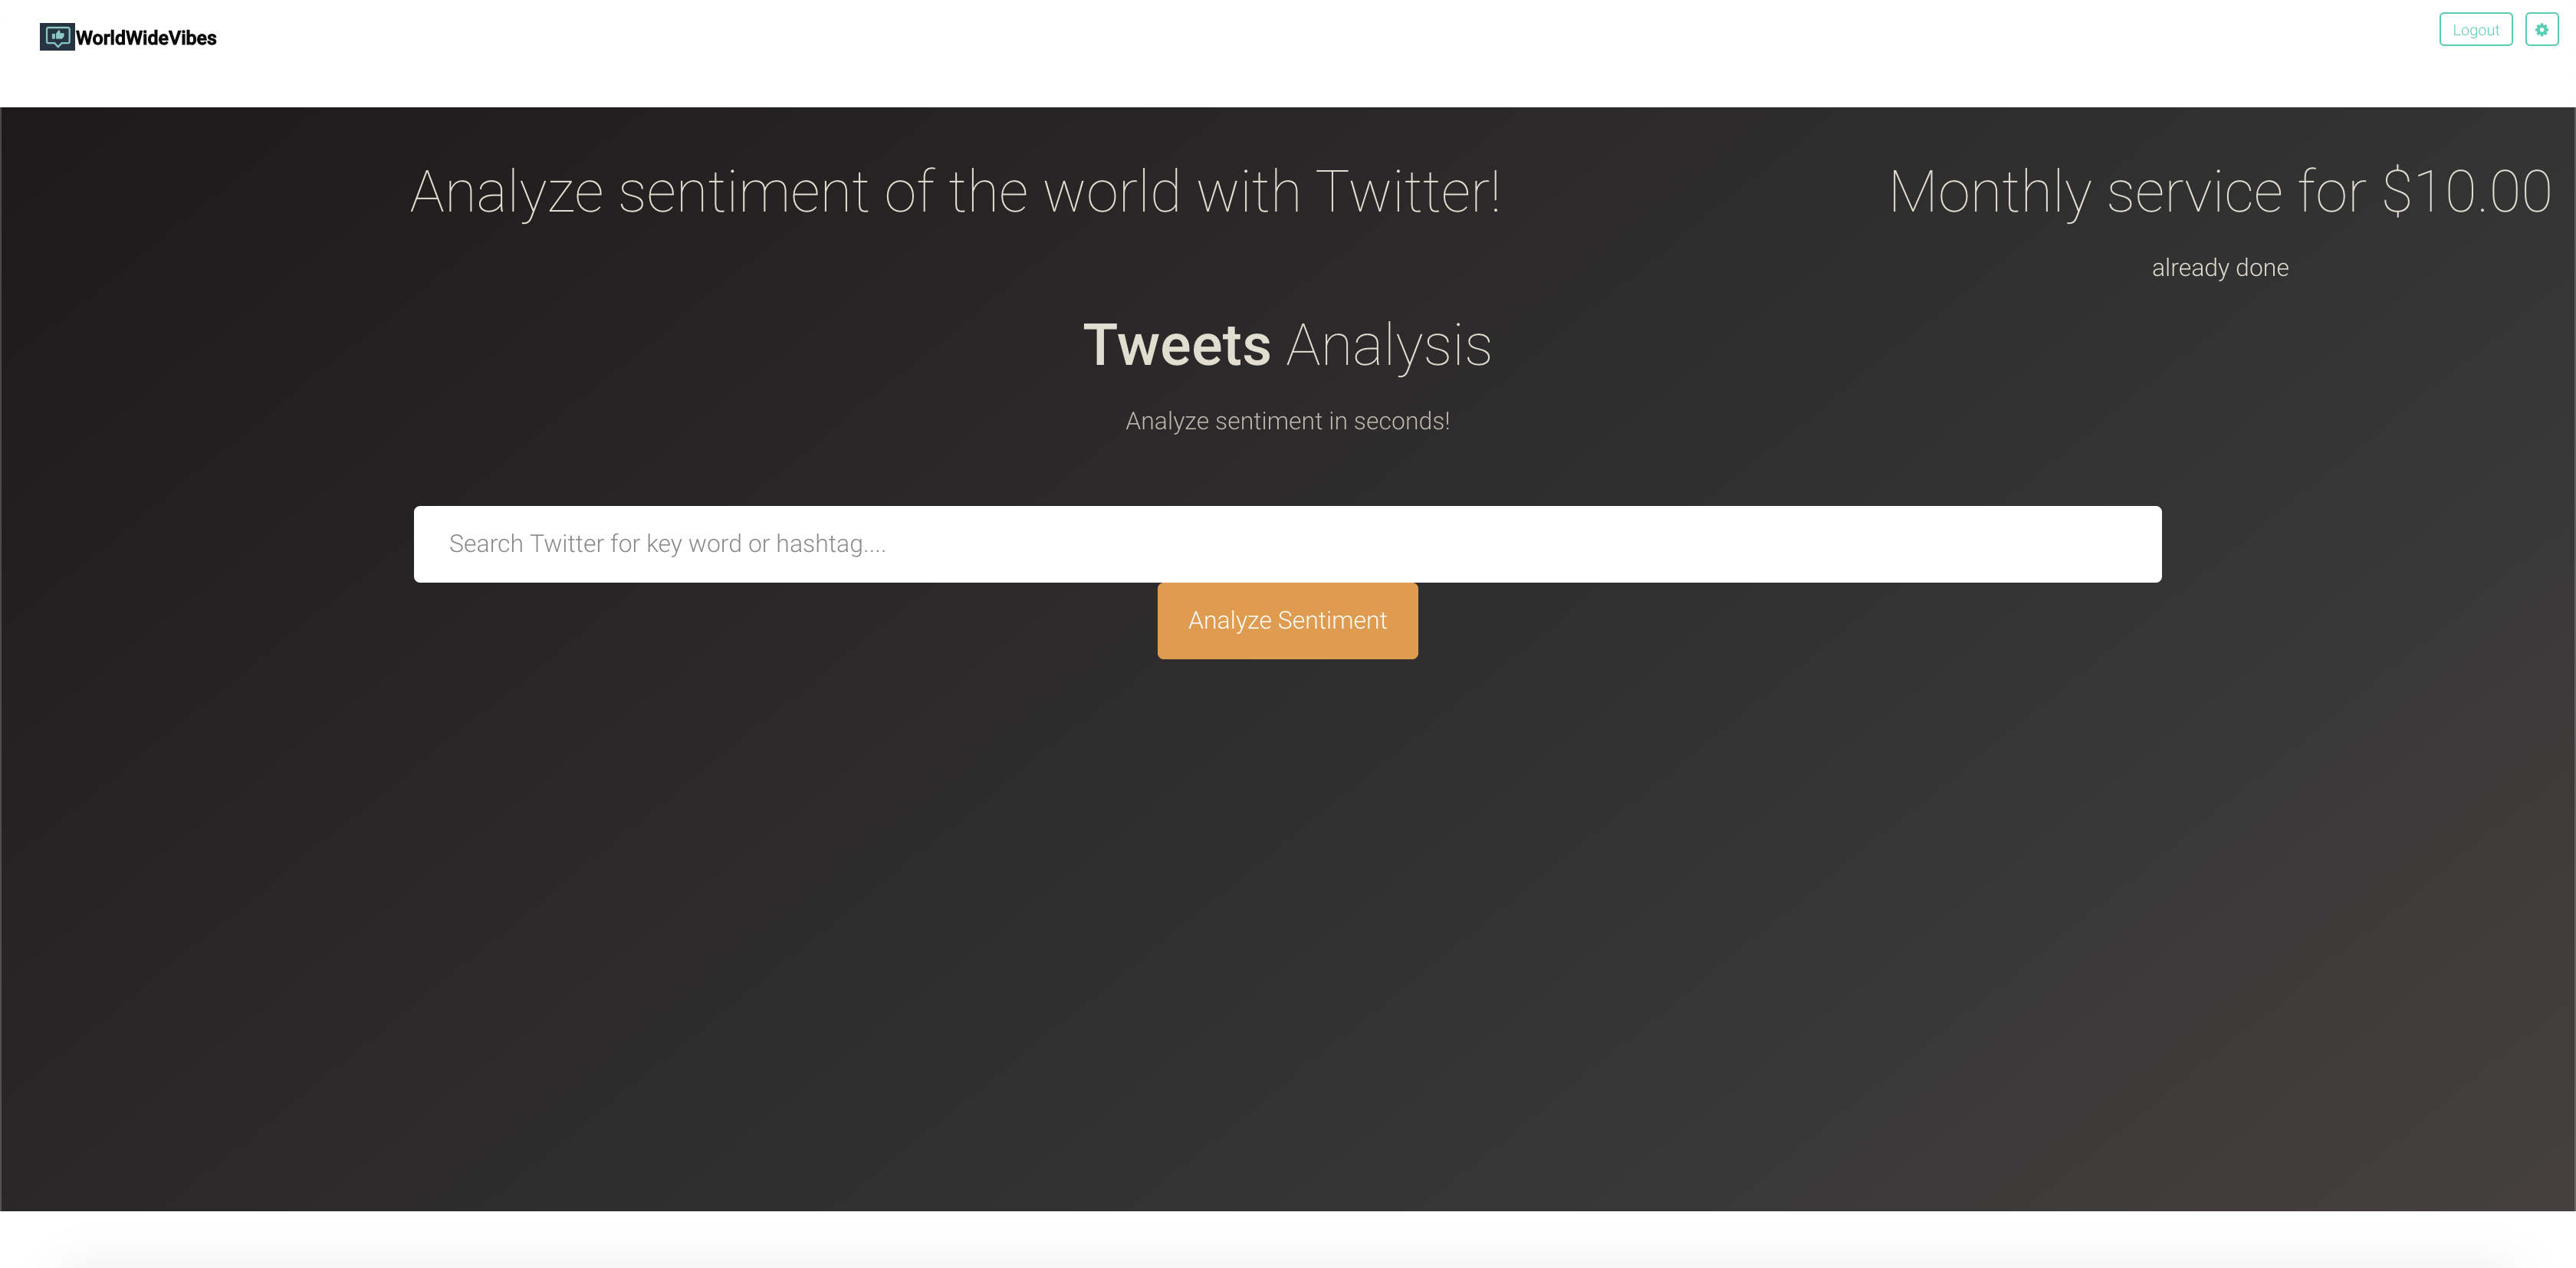 WorldWideVibes
Logout
Analyze sentiment of the world with Twitter!
Monthly service for $10.00
already done
Tweets Analysis
Analyze sentiment in seconds!
Search Twitter for key word or hashtag....
Analyze Sentiment